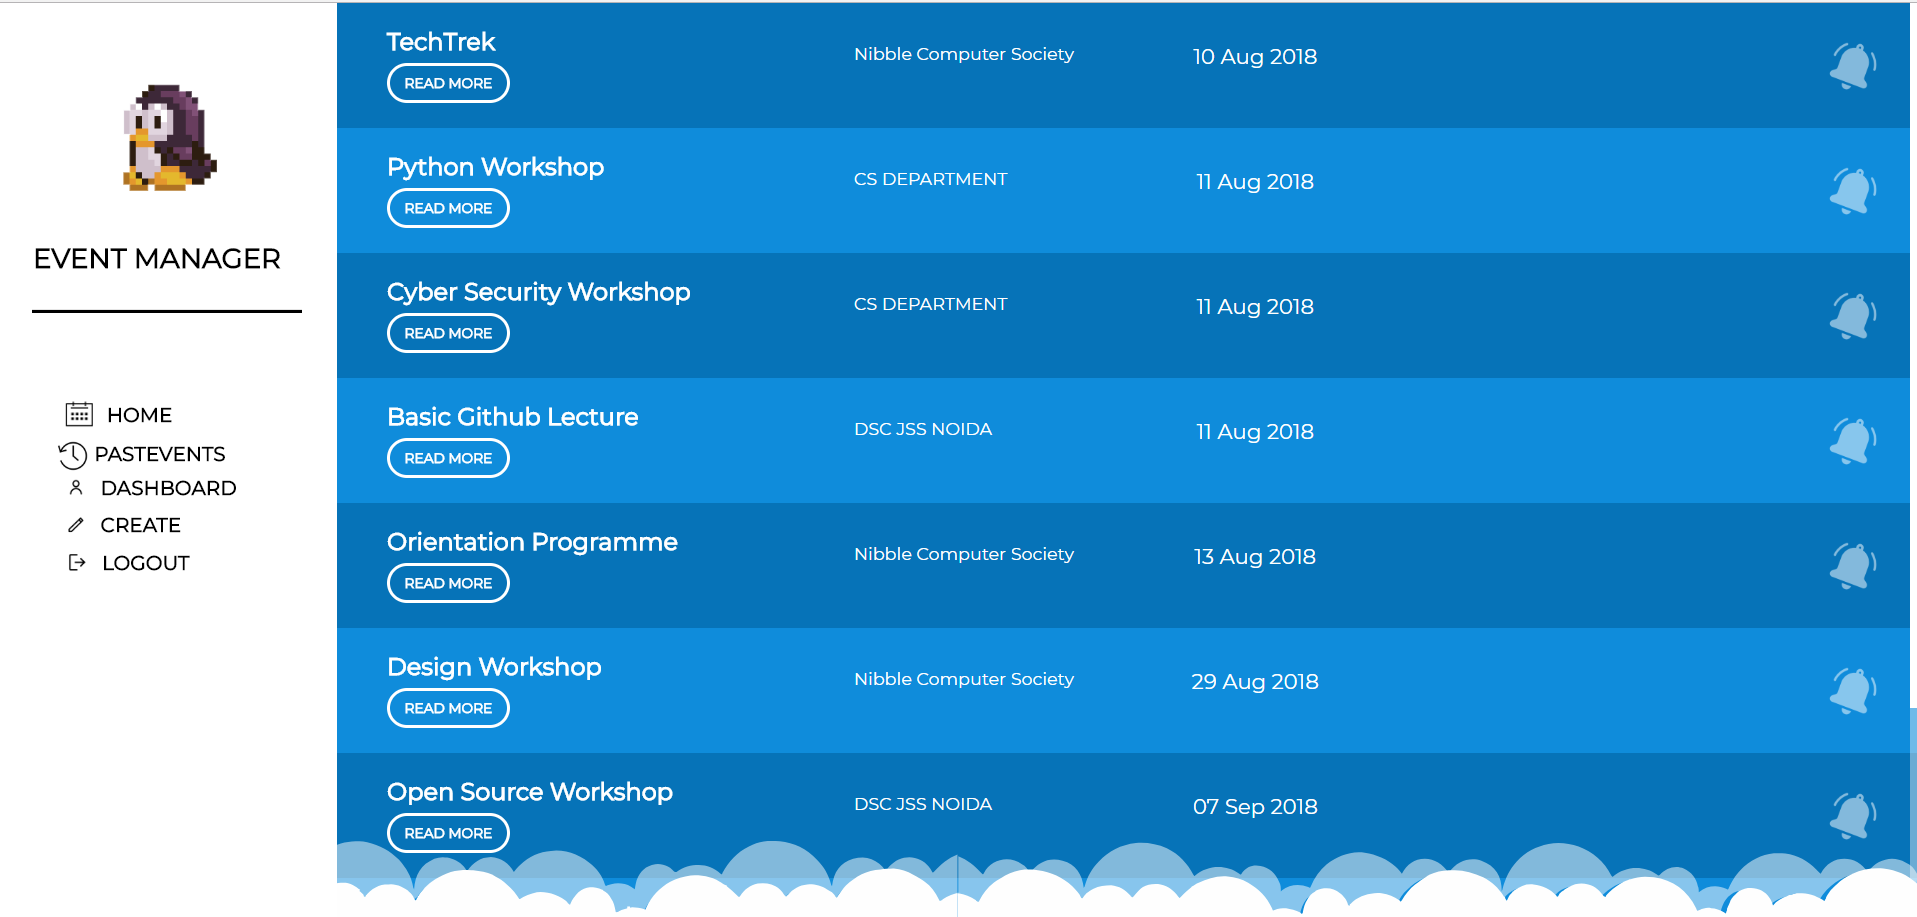 EVENT MANAGER
HOME
PASTEVENTS
DASHBOARD
CREATE
LOGOUT
TechTrek
Nibble Computer Society
10 Aug 2018
READ MORE
Python Workshop
CS DEPARTMENT
11 Aug 2018
READ MORE
Cyber Security Workshop
CS DEPARTMENT
11 Aug 2018
READ MORE
Basic Github Lecture
DSC JSS NOIDA
11 Aug 2018
READ MORE
Orientation Programme
Nibble Computer Society
13 Aug 2018
READ MORE
Design Workshop
Nibble Computer Society
29 Aug 2018
READ MORE
Open Source Workshop
DSC JSS NOIDA
07 Sep 2018
READ MORE